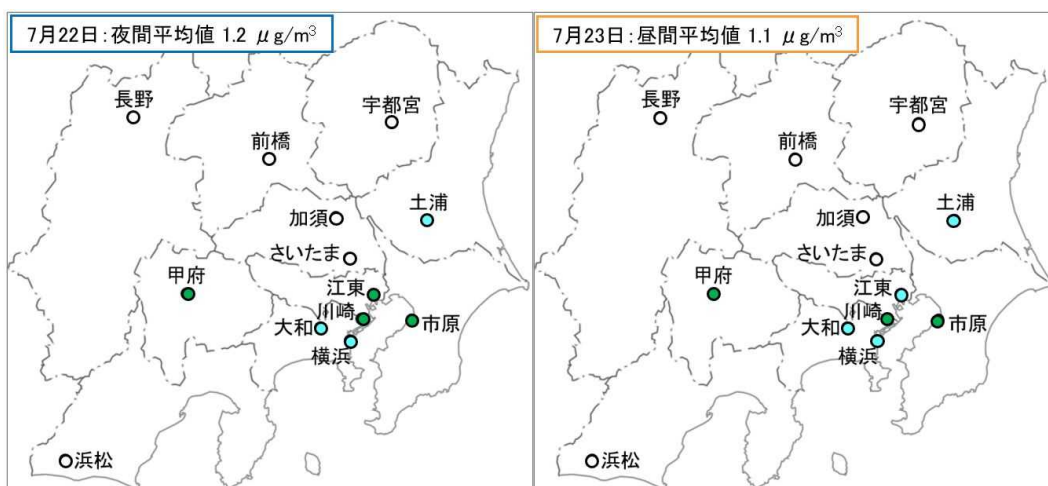 7月22日：夜間平均値 1.2 μg/m³
長野
宇都宮
前橋
土浦
加須
さいたま
甲府
江東
川崎
大和
市原
横浜
浜松
7月23日：昼間平均値 1.1 μg/m³
長野
宇都宮
前橋
土浦
加須
さいたま
甲府
江東
川崎
大和
市原
横浜
浜松